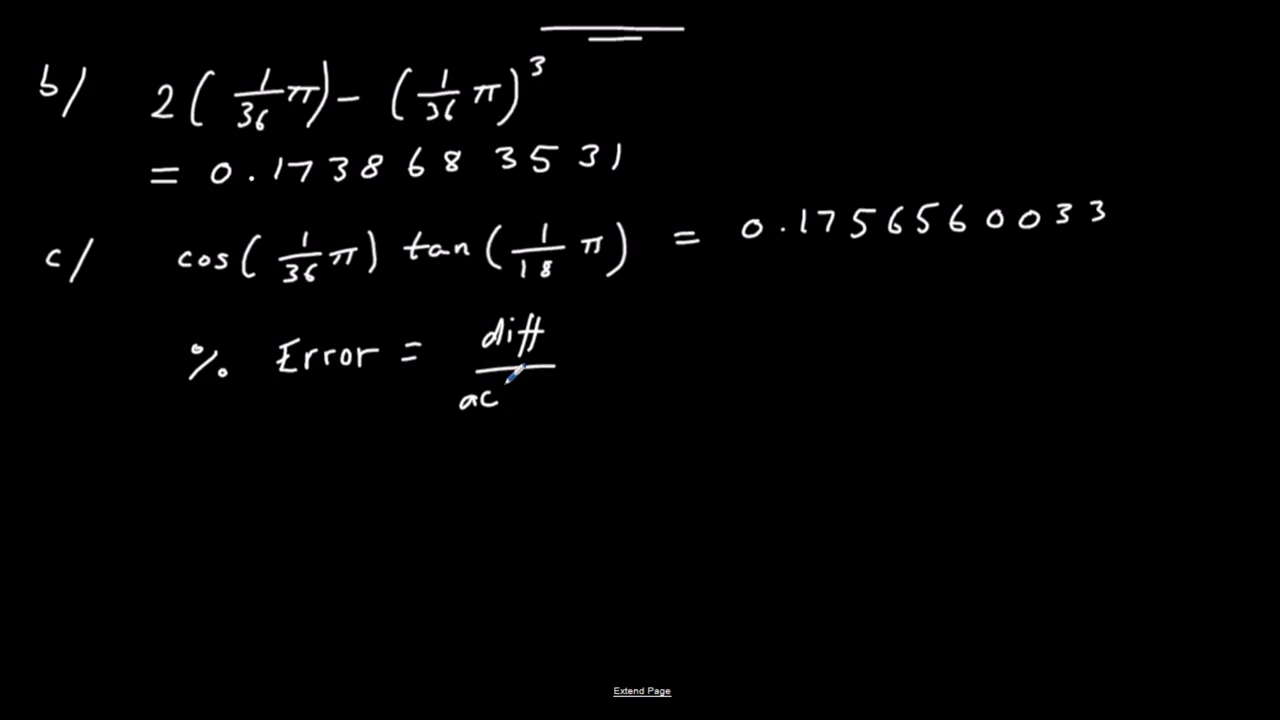 b/ 2(1/36 π) - (1/36 π)^3
= 0.1738683531
c/ cos(1/36 π) tan(1/18 π) = 0.1756560033
% Error = diff/ac
Extend Page